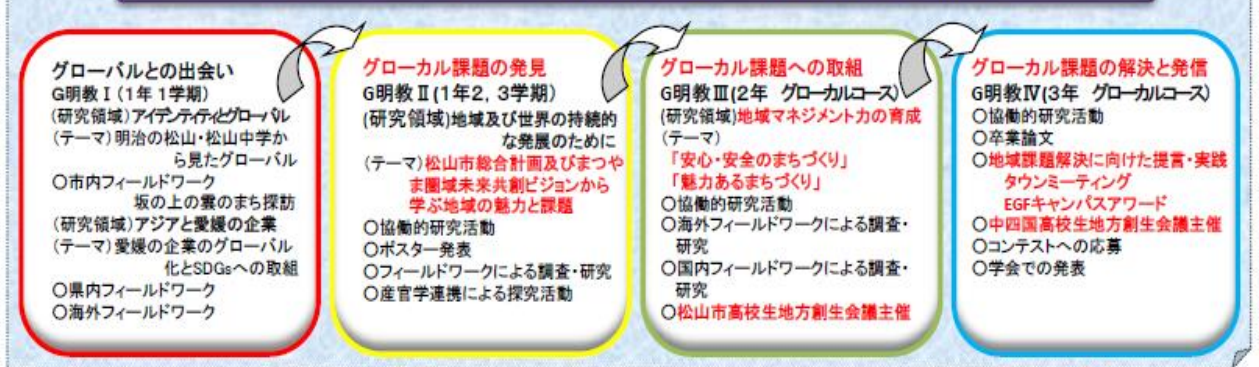 グローバルとの出会い
G明教Ⅰ(1年1学期)
(研究領域)アイデンティティとグローバル
(テーマ)明治の松山・松山中学か
ら見たグローバル
○市内フィールドワーク
坂の上の雲のまち探訪
(研究領域)アジアと愛媛の企業
(テーマ)愛媛の企業のグローバル
化とSDGsへの取組
○県内フィールドワーク
○海外フィールドワーク
グローカル課題の発見
G明教Ⅱ(1年2,3学期)
(研究領域)地域及び世界の持続的
な発展のために
(テーマ)松山市総合計画及びまつや
ま圏域未来共創ビジョンから
学ぶ地域の魅力と課題
○協働的研究活動
○ポスター発表
○フィールドワークによる調査・研究
○産官学連携による探究活動
グローカル課題への取組
G明教Ⅲ(2年 グローカルコース)
(研究領域)地域マネジメント力の育成
(テーマ)
「安心・安全のまちづくり」
「魅力あるまちづくり」
○協働的研究活動
○海外フィールドワークによる調査・
研究
○国内フィールドワークによる調査・
研究
○松山市高校生地方創生会議主催
グローカル課題の解決と発信
G明教Ⅳ(3年 グローカルコース)
○協働的研究活動
○卒業論文
○地域課題解決に向けた提言・実践
タウンミーティング
EGFキャンパスアワード
○中四国高校生地方創生会議主催
○コンテストへの応募
○学会での発表